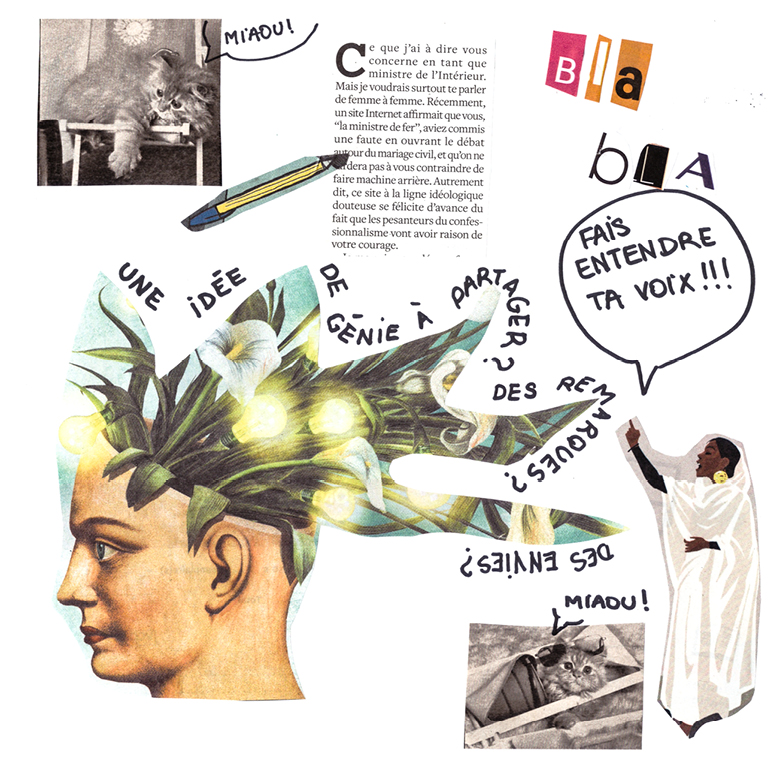 MIAOU!
Ce que j'ai à dire vous
concerne en tant que
ministre de l'Intérieur.
Mais je voudrais surtout te parler
de femme à femme. Récemment,
un site Internet affirmait que vous,
"la ministre de fer", aviez commis
une faute en ouvrant le débat
autour du mariage civil, et qu'on ne
dera pas à vous contraindre de
faire machine arrière. Autrement
dit, ce site à la ligne idéologique
douteuse se félicite d'avance du
fait que les pesanteurs du confes-
sionnalisme vont avoir raison de
votre courage.
Bla
bLA
FAIS
ENTENDRE
TA VOIX!!!
UNE IDÉE DE GÉNIE À PARTAGER?
DES REMARQUES?
DES ENVIES?
MIAOU!